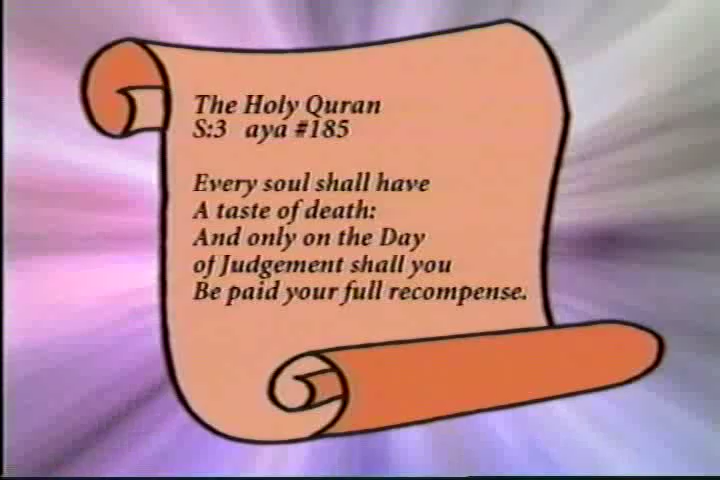 The Holy Quran
S:3 aya #185
Every soul shall have
A taste of death:
And only on the Day
of Judgement shall you
Be paid your full recompense.